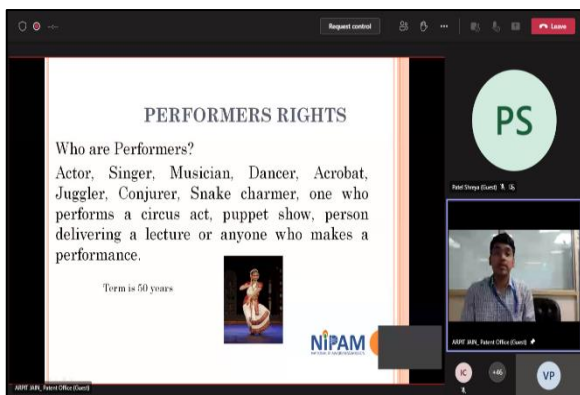 Request control
Leave
PERFORMERS RIGHTS
Who are Performers?
Actor, Singer, Musician, Dancer, Acrobat,
Juggler, Conjurer, Snake charmer, one who
performs a circus act, puppet show, person
delivering a lecture or anyone who makes a
performance.
Term is 50 years
NiPAM
ARPIT JAIN_ Patent Office (Guest)
PS
Patel Shreya (Guest)
ARPIT JAIN_ Patent Office (Guest)
IC
+46
VP